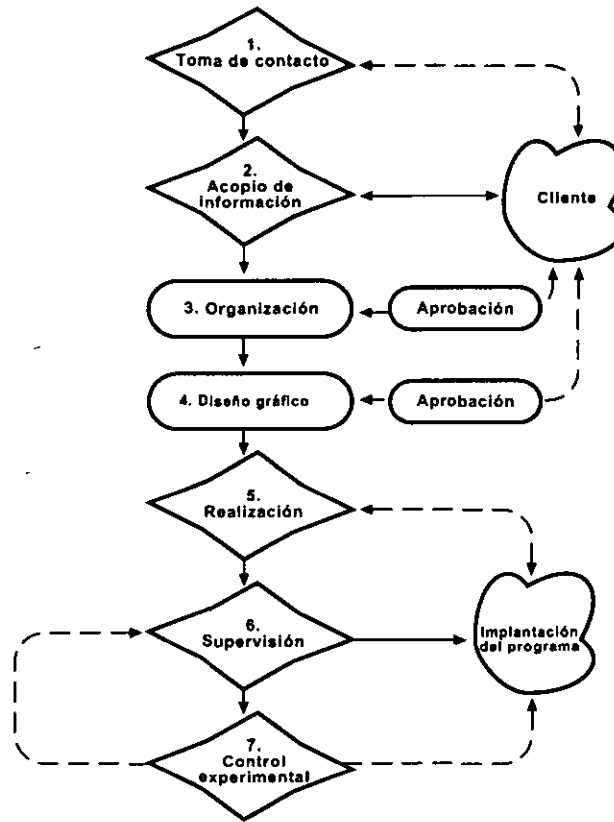 1.
Toma de contacto
2.
Acopio de
información
Cliente
3. Organización
Aprobación
4. Diseño gráfico
Aprobación
5.
Realización
6.
Supervisión
Implantación
del programa
7.
Control
experimental